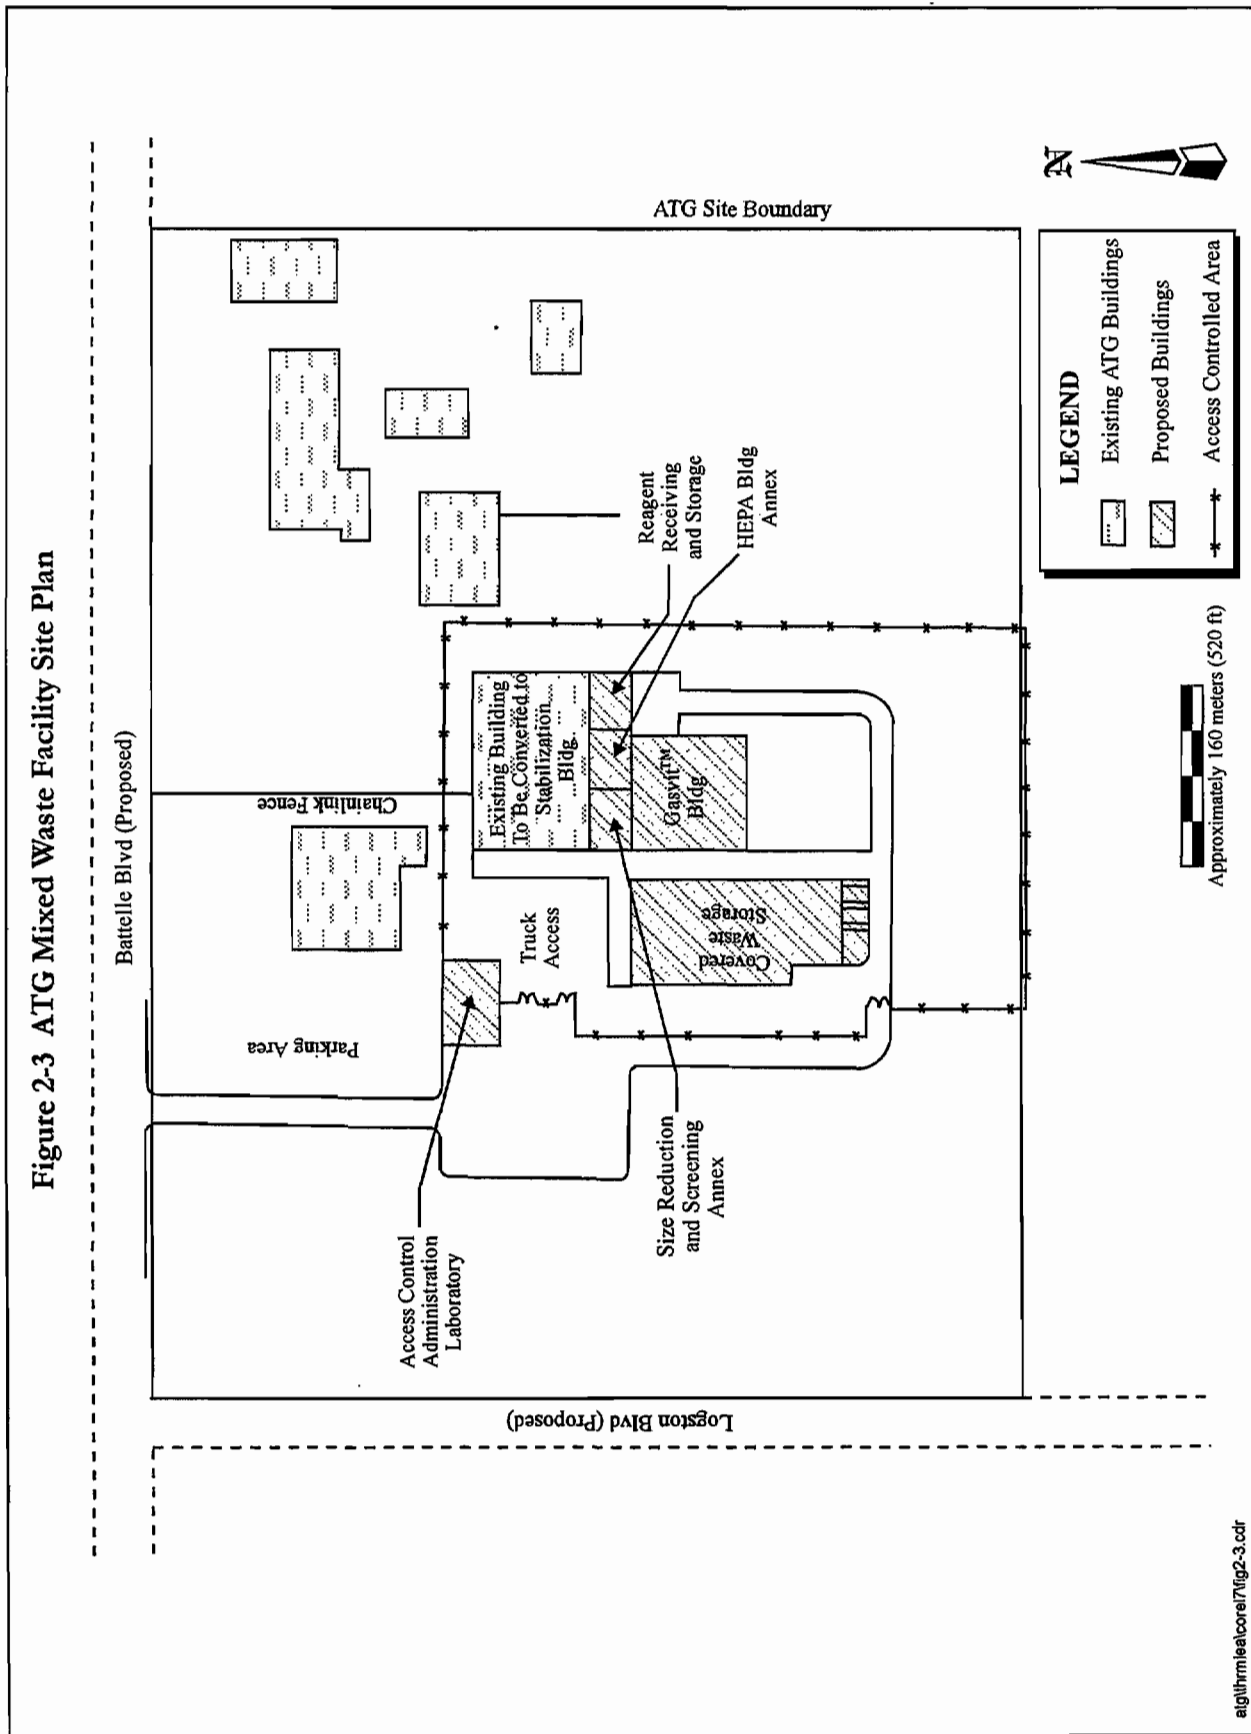 Figure 2-3 ATG Mixed Waste Facility Site Plan
Battelle Blvd (Proposed)
Parking Area
Chainlink Fence
Access Control
Administration
Laboratory
Truck
Access
Existing Building
To Be Converted to
Stabilization
Bldg
Gasvit™
Bldg
Covered
Waste
Storage
Size Reduction
and Screening
Annex
Reagent
Receiving
and Storage
HEPA Bldg
Annex
ATG Site Boundary
Logston Blvd (Proposed)
N
LEGEND
Existing ATG Buildings
Proposed Buildings
Access Controlled Area
Approximately 160 meters (520 ft)
atg\thrmlea\corel7\fig2-3.cdr